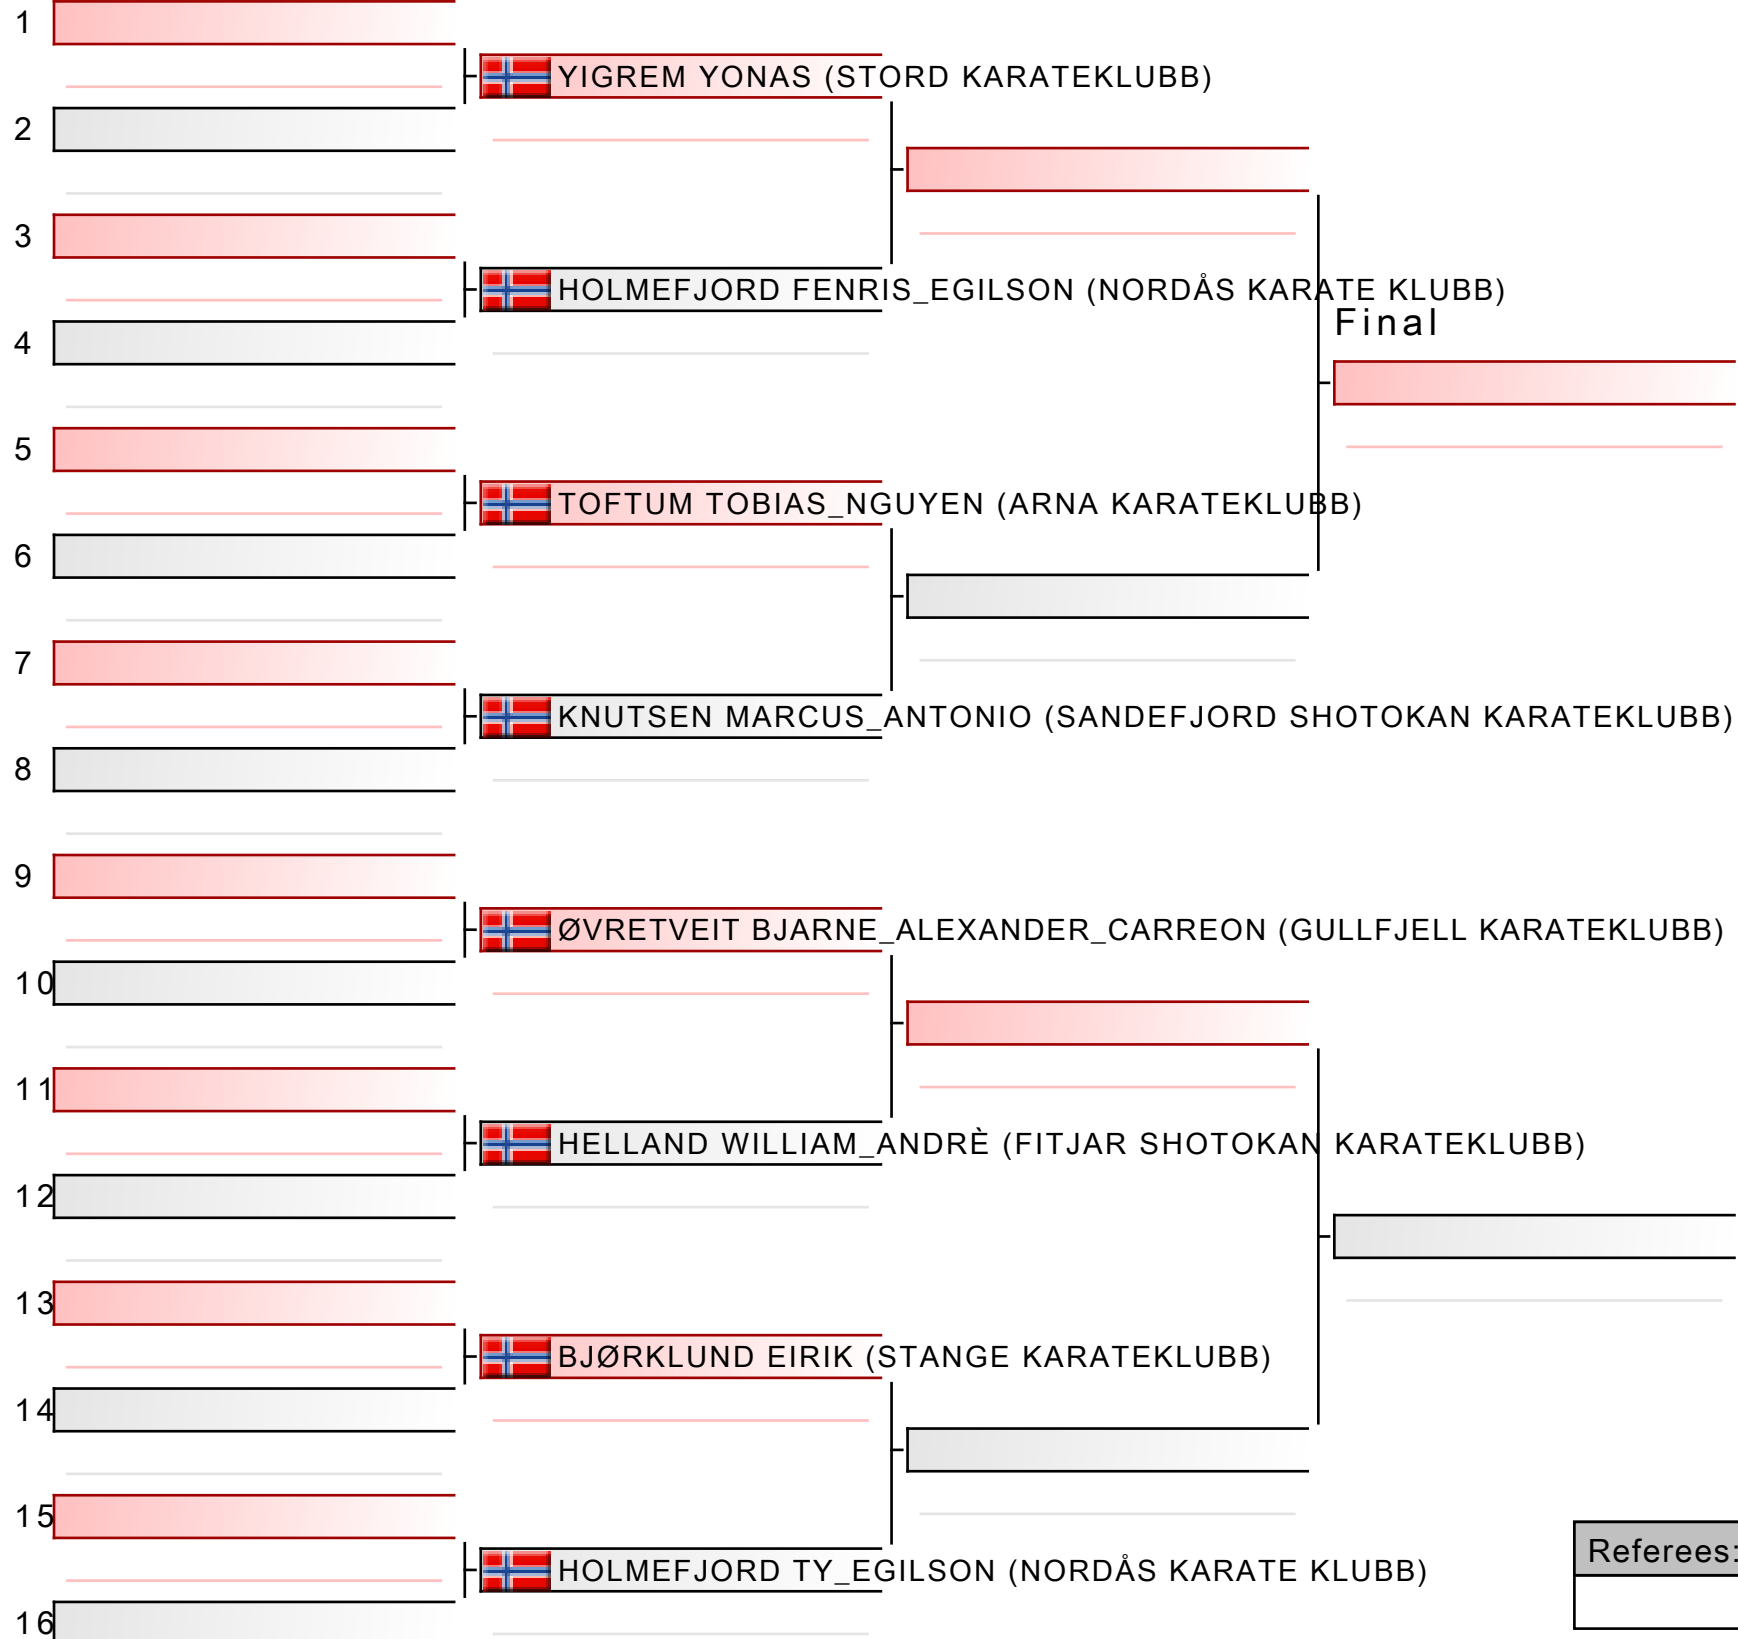 1
YIGREM YONAS (STORD KARATEKLUBB)
2
3
HOLMEFJORD FENRIS_EGILSON (NORDÅS KARATE KLUBB)
Final
4
5
TOFTUM TOBIAS_NGUYEN (ARNA KARATEKLUBB)
6
7
KNUTSEN MARCUS_ANTONIO (SANDEFJORD SHOTOKAN KARATEKLUBB)
8
9
ØVRETVEIT BJARNE_ALEXANDER_CARREON (GULLFJELL KARATEKLUBB)
10
11
HELLAND WILLIAM_ANDRÈ (FITJAR SHOTOKAN KARATEKLUBB)
12
13
BJØRKLUND EIRIK (STANGE KARATEKLUBB)
14
15
Referees:
HOLMEFJORD TY_EGILSON (NORDÅS KARATE KLUBB)
16